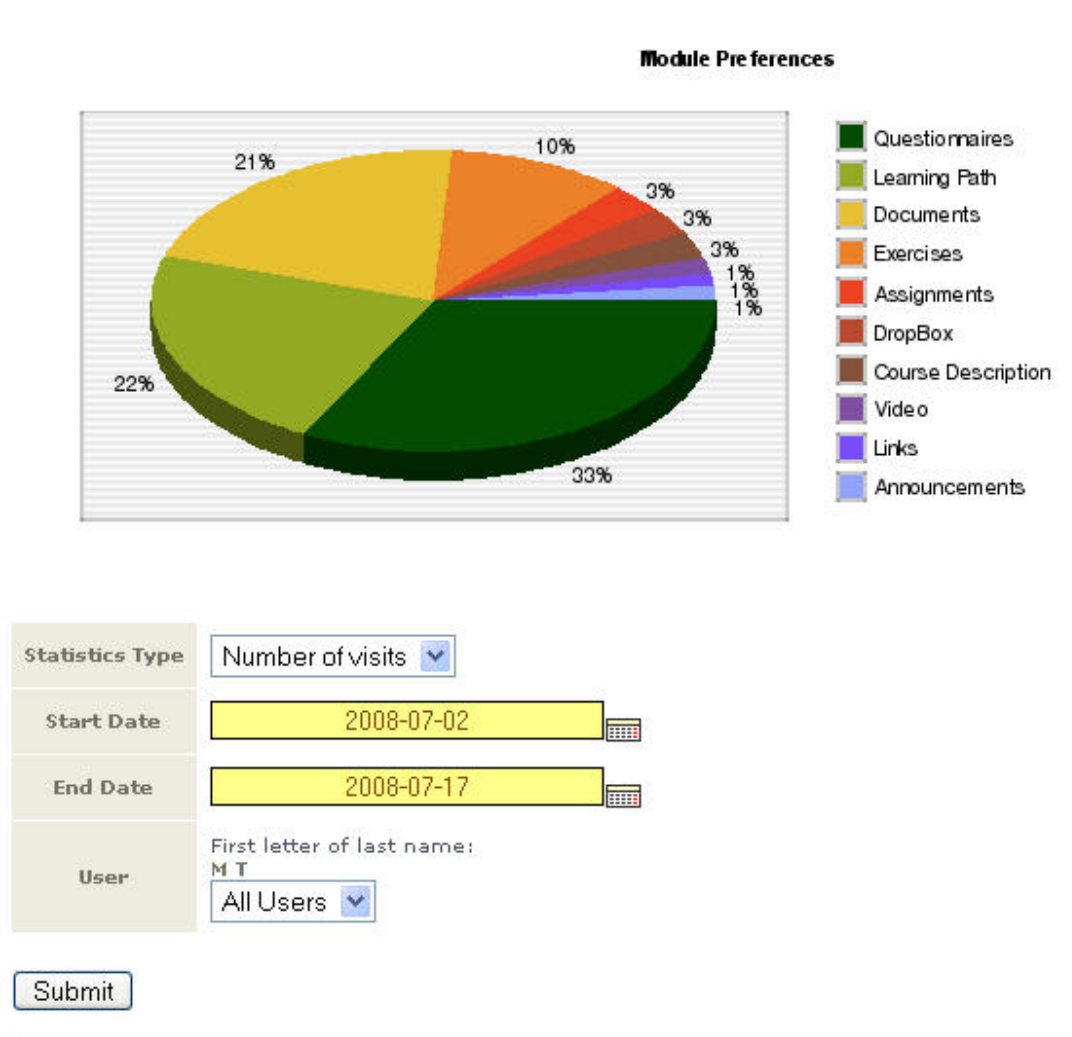 Module Preferences
21%
10%
3%
3%
3%
1%
1%
1%
22%
33%
Questionnaires
Learning Path
Documents
Exercises
Assignments
DropBox
Course Description
Video
Links
Announcements
Statistics Type Number of visits
Start Date 2008-07-02
End Date 2008-07-17
User First letter of last name:
M T
All Users
Submit